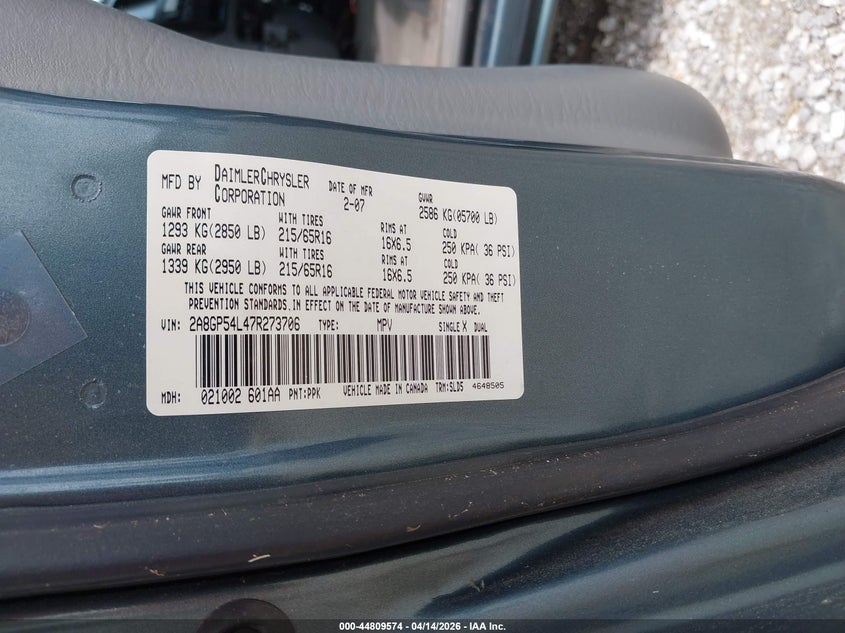 MFD BY DAIMLERCHRYSLER CORPORATION DATE OF MFR 2-07 GVWR 2586 KG(05700 LB)
GAWR FRONT WITH TIRES RIMS AT COLD
1293 KG(2850 LB) 215/65R16 16X6.5 250 KPA( 36 PSI)
GAWR REAR WITH TIRES RIMS AT COLD
1339 KG(2950 LB) 215/65R16 16X6.5 250 KPA( 36 PSI)
THIS VEHICLE CONFORMS TO ALL APPLICABLE FEDERAL MOTOR VEHICLE SAFETY AND THEFT
PREVENTION STANDARDS.IN EFFECT ON THE DATE OF MANUFACTURE SHOWN ABOVE.
VIN: 2A8GP54L47R273706 TYPE: MPV SINGLE X DUAL
MDH: 021002 601AA PNT:PPK VEHICLE MADE IN CANADA TRM:SLD5 4648505
000-44809574 - 04/14/2026 - IAA Inc.